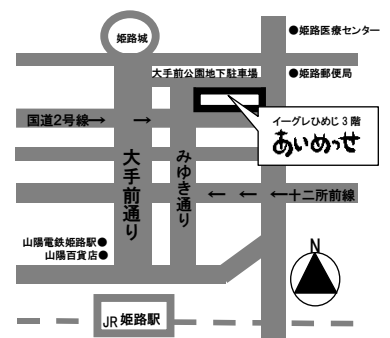 姫路城
●姫路医療センター
大手前公園地下駐車場
●姫路郵便局
国道2号線→ →
イーグレひめじ3階
あいめっせ
大手前通り
みゆき通り
← ← ←十二所前線
山陽電鉄姫路駅●
山陽百貨店●
N
JR 姫路駅